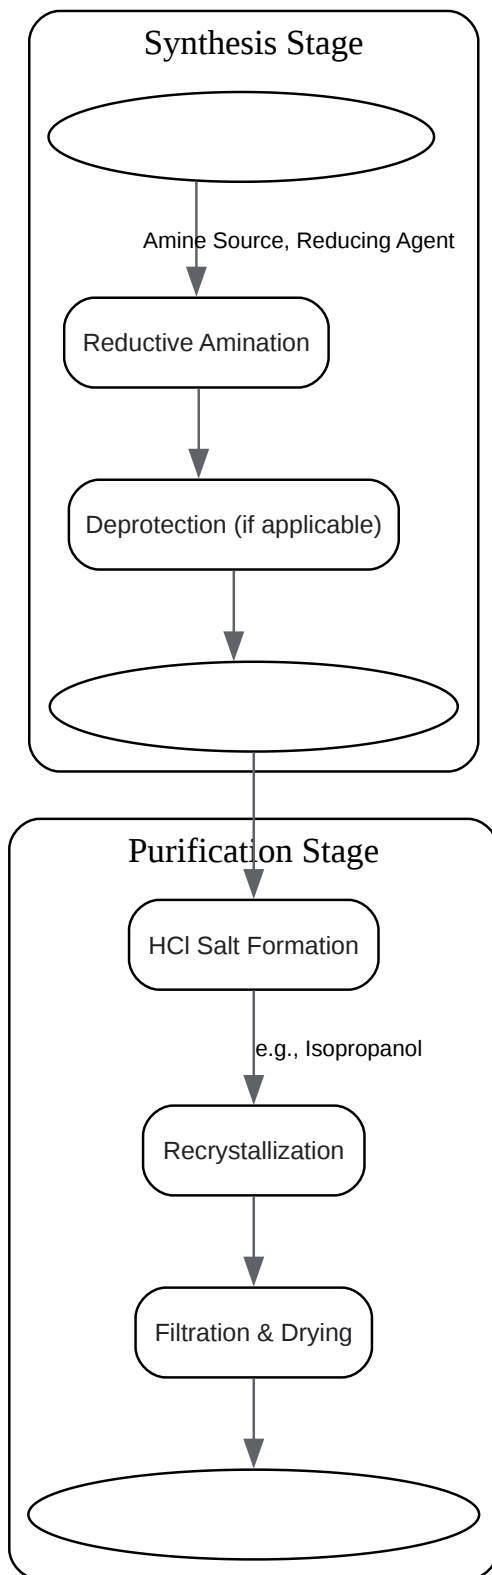 Synthesis Stage
Amine Source, Reducing Agent
Reductive Amination
Deprotection (if applicable)
Purification Stage
HCl Salt Formation
e.g., Isopropanol
Recrystallization
Filtration & Drying